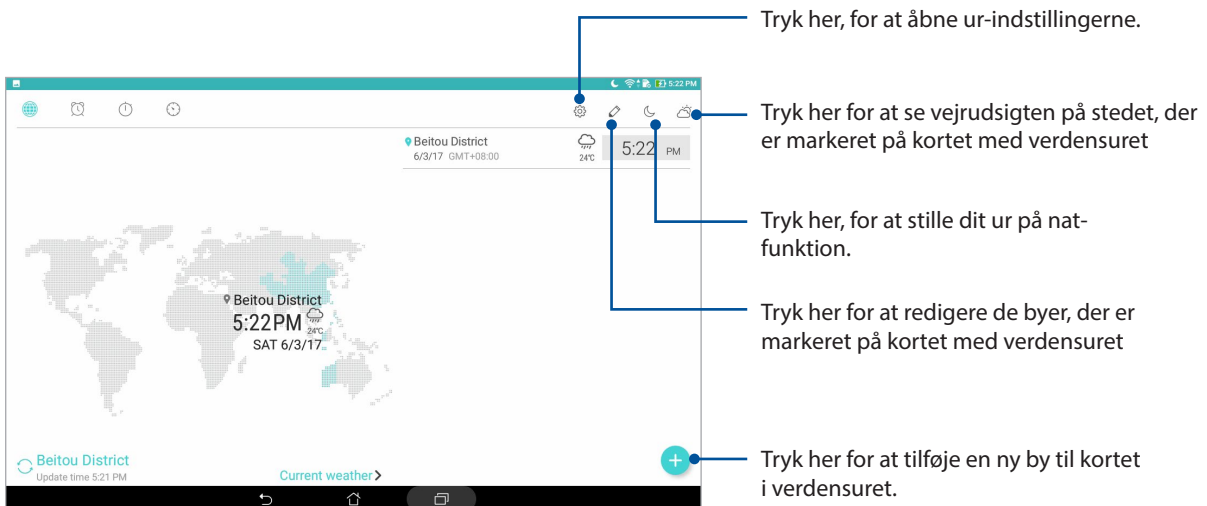 Tryk her, for at åbne ur-indstillingerne.
5:22 PM
Tryk her for at se vejrudsigten på stedet, der
er markeret på kortet med verdensuret
Beitou District
6/3/17 GMT+08:00
24°C
5:22 PM
Tryk her, for at stille dit ur på nat-
funktion.
Beitou District
5:22PM
24°C
SAT 6/3/17
Tryk her for at redigere de byer, der er
markeret på kortet med verdensuret
Beitou District
Update time 5:21 PM
Current weather
Tryk her for at tilføje en ny by til kortet
i verdensuret.